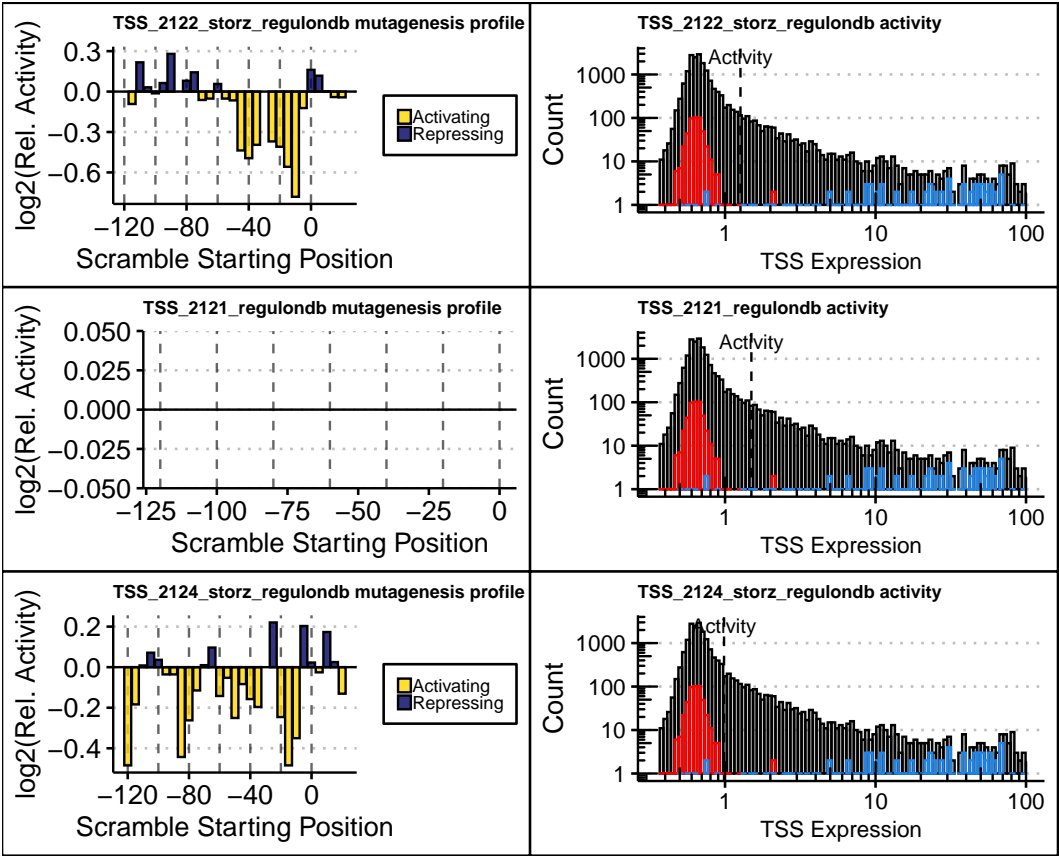 TSS_2122_storz_regulondb mutagenesis profile
log2(Rel. Activity)
0.3
0.0
−0.3
−0.6
−120 −80 −40 0
Scramble Starting Position
Activating
Repressing
TSS_2122_storz_regulondb activity
Activity
Count
1000
100
10
1
1 10 100
TSS Expression
TSS_2121_regulondb mutagenesis profile
log2(Rel. Activity)
0.050
0.025
0.000
−0.025
−0.050
−125 −100 −75 −50 −25 0
Scramble Starting Position
TSS_2121_regulondb activity
Activity
Count
1000
100
10
1
1 10 100
TSS Expression
TSS_2124_storz_regulondb mutagenesis profile
log2(Rel. Activity)
0.2
0.0
−0.2
−0.4
−120 −80 −40 0
Scramble Starting Position
Activating
Repressing
TSS_2124_storz_regulondb activity
Activity
Count
1000
100
10
1
1 10 100
TSS Expression